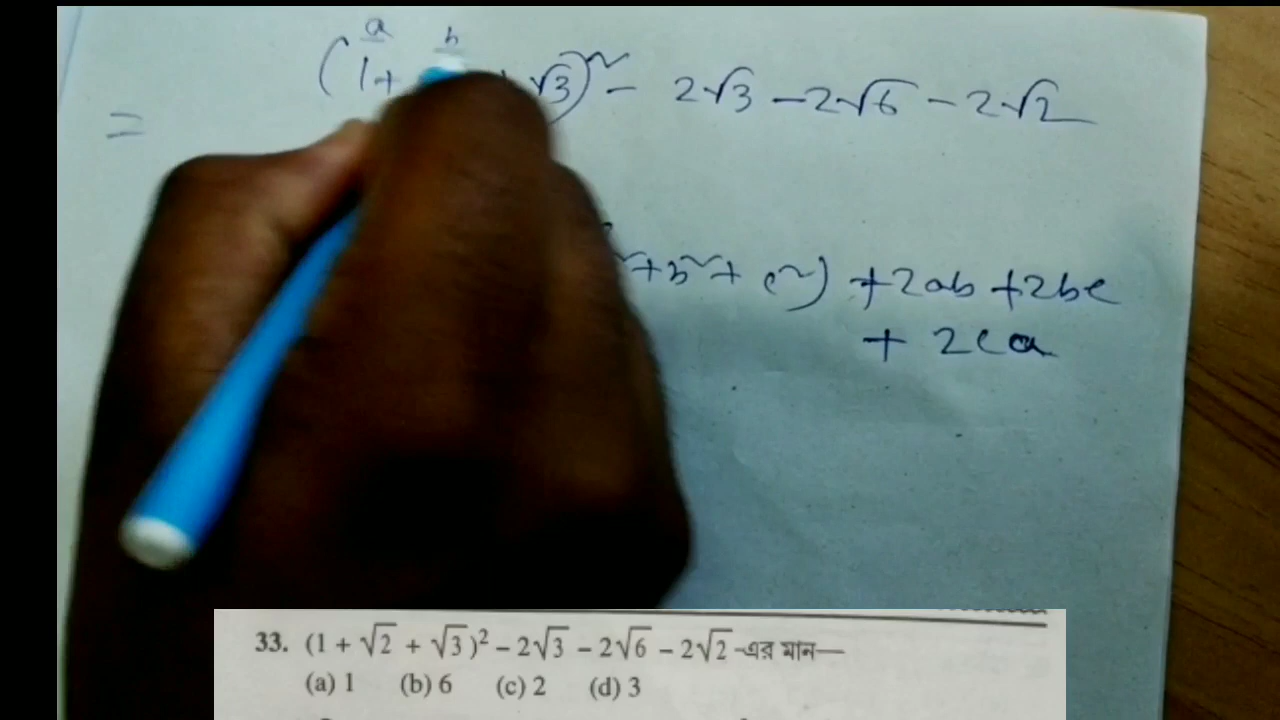 a b
(1+ √3)² - 2√3 - 2√6 - 2√2
=
+b²+ c²) + 2ab + 2bc
+ 2ca
33. (1 + √2 + √3)² – 2√3 – 2√6 – 2√2 -এর মান—
(a) 1 (b) 6 (c) 2 (d) 3